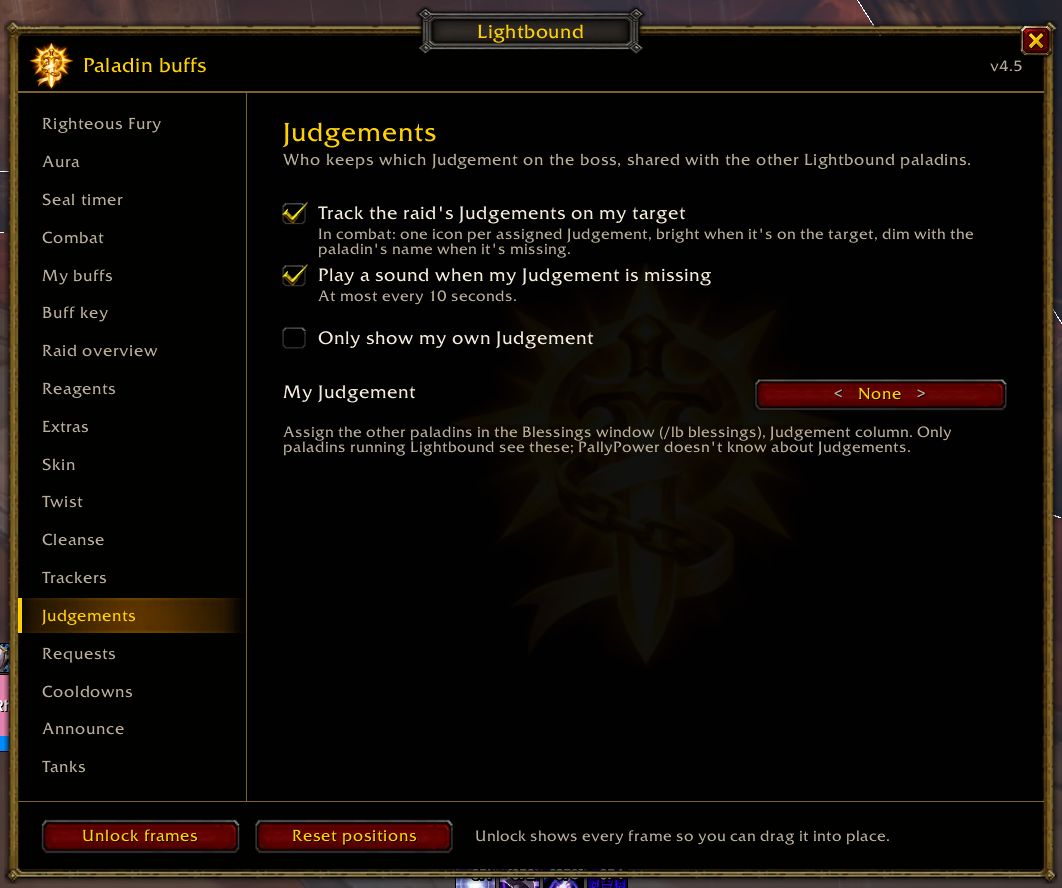 Lightbound
Paladin buffs
v4.5
Righteous Fury
Aura
Seal timer
Combat
My buffs
Buff key
Raid overview
Reagents
Extras
Skin
Twist
Cleanse
Trackers
Judgements
Requests
Cooldowns
Announce
Tanks
Judgements
Who keeps which Judgement on the boss, shared with the other Lightbound paladins.
Track the raid's Judgements on my target
In combat: one icon per assigned Judgement, bright when it's on the target, dim with the
paladin's name when it's missing.
Play a sound when my Judgement is missing
At most every 10 seconds.
Only show my own Judgement
My Judgement
< None >
Assign the other paladins in the Blessings window (/lb blessings), Judgement column. Only
paladins running Lightbound see these; PallyPower doesn't know about Judgements.
Unlock frames
Reset positions
Unlock shows every frame so you can drag it into place.